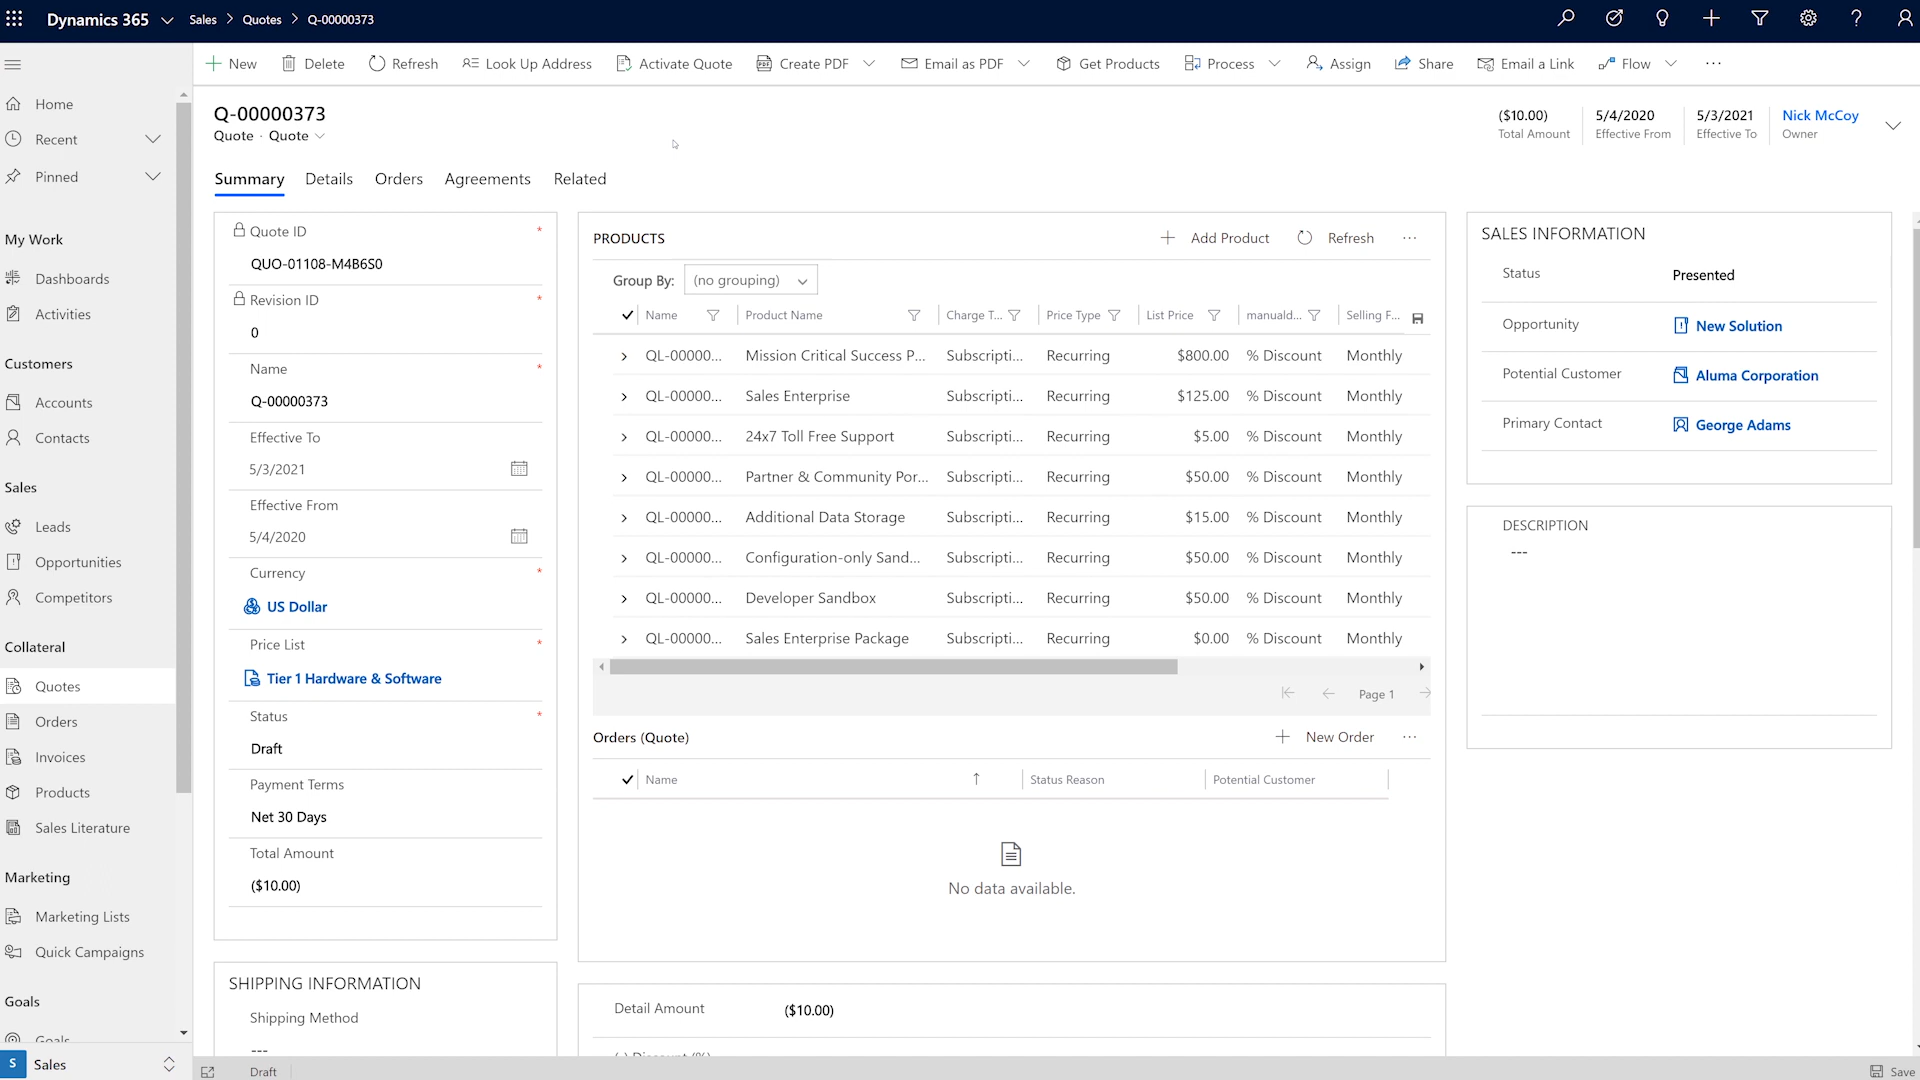 Dynamics 365 Sales > Quotes > Q-00000373
New Delete Refresh Look Up Address Activate Quote Create PDF Email as PDF Get Products Process Assign Share Email a Link Flow ...
Home
Recent
Pinned
My Work
Dashboards
Activities
Customers
Accounts
Contacts
Sales
Leads
Opportunities
Competitors
Collateral
Quotes
Orders
Invoices
Products
Sales Literature
Marketing
Marketing Lists
Quick Campaigns
Goals
Goals
S Sales
Q-00000373
Quote · Quote
($10.00)
Total Amount
5/4/2020
Effective From
5/3/2021
Effective To
Nick McCoy
Owner
Summary Details Orders Agreements Related
Quote ID *
QUO-01108-M4B6S0
Revision ID *
0
Name *
Q-00000373
Effective To
5/3/2021
Effective From
5/4/2020
Currency *
US Dollar
Price List *
Tier 1 Hardware & Software
Status *
Draft
Payment Terms
Net 30 Days
Total Amount
($10.00)
SHIPPING INFORMATION
Shipping Method
---
PRODUCTS Add Product Refresh ...
Group By: (no grouping)
Name Product Name Charge T... Price Type List Price manuald... Selling F...
QL-00000... Mission Critical Success P... Subscripti... Recurring $800.00 % Discount Monthly
QL-00000... Sales Enterprise Subscripti... Recurring $125.00 % Discount Monthly
QL-00000... 24x7 Toll Free Support Subscripti... Recurring $5.00 % Discount Monthly
QL-00000... Partner & Community Por... Subscripti... Recurring $50.00 % Discount Monthly
QL-00000... Additional Data Storage Subscripti... Recurring $15.00 % Discount Monthly
QL-00000... Configuration-only Sand... Subscripti... Recurring $50.00 % Discount Monthly
QL-00000... Developer Sandbox Subscripti... Recurring $50.00 % Discount Monthly
QL-00000... Sales Enterprise Package Subscripti... Recurring $0.00 % Discount Monthly
Page 1
Orders (Quote) New Order ...
Name Status Reason Potential Customer
No data available.
Detail Amount ($10.00)
(-) Discount (%)
SALES INFORMATION
Status Presented
Opportunity New Solution
Potential Customer Aluma Corporation
Primary Contact George Adams
DESCRIPTION
---
Draft
Save